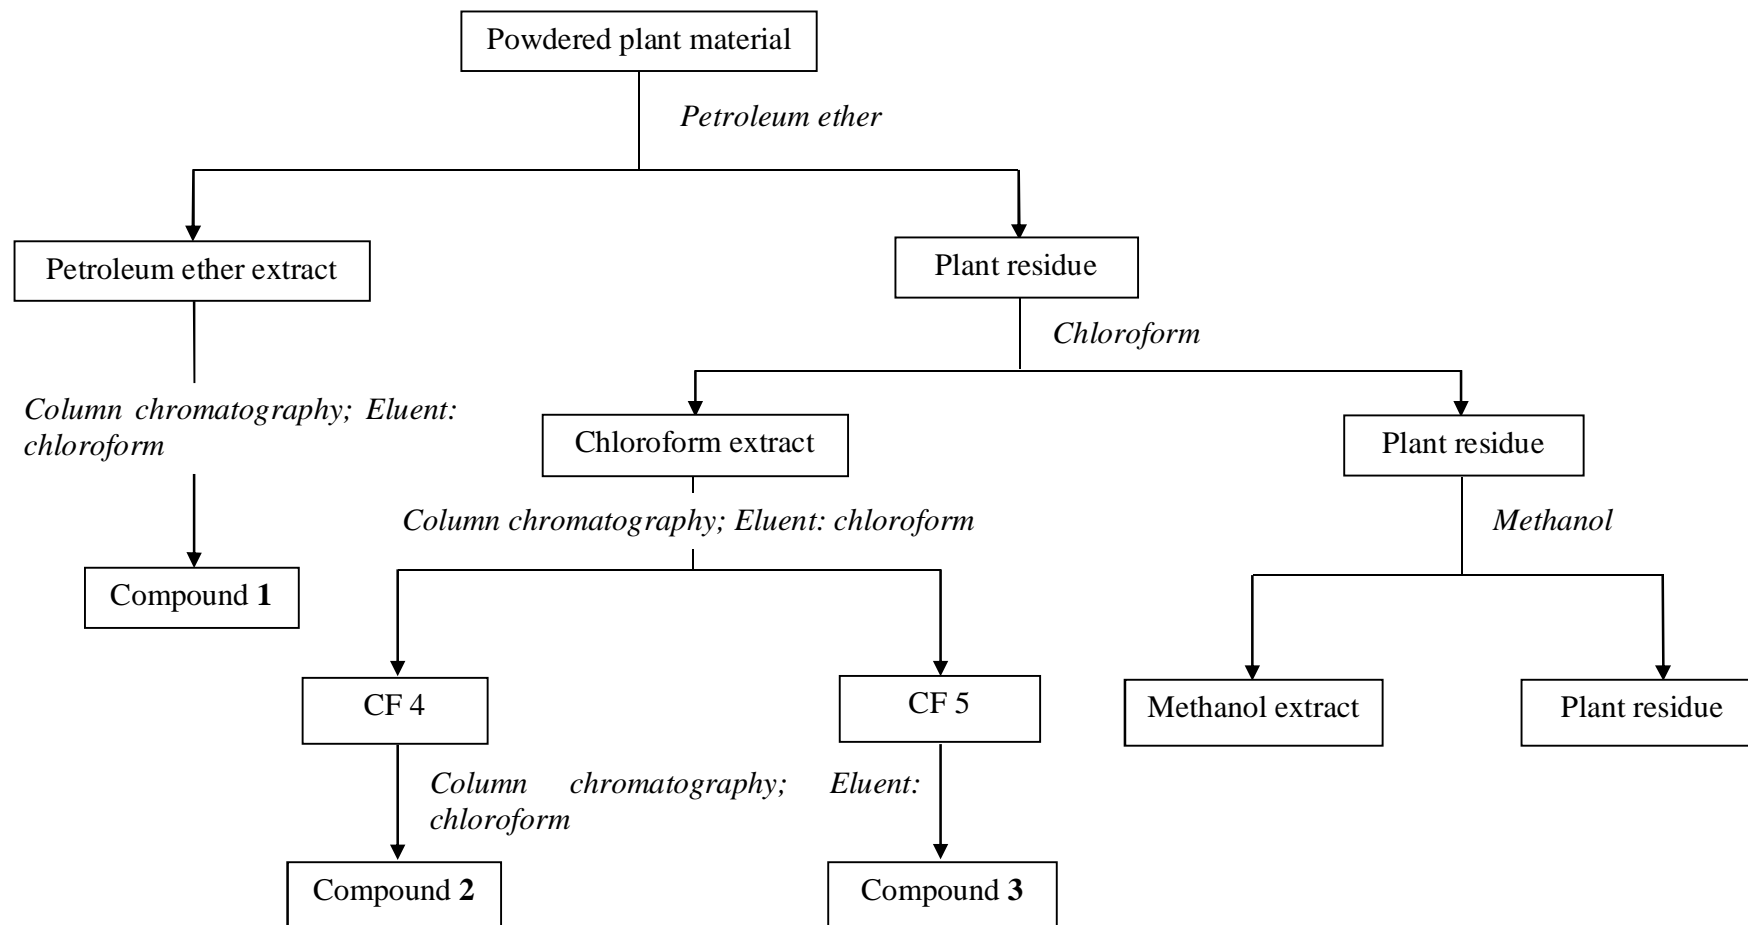 Powdered plant material
Petroleum ether
Petroleum ether extract
Plant residue
Chloroform
Column chromatography; Eluent:
chloroform
Chloroform extract
Plant residue
Column chromatography; Eluent: chloroform
Methanol
Compound 1
CF 4
CF 5
Methanol extract
Plant residue
Column chromatography; Eluent:
chloroform
Compound 2
Compound 3